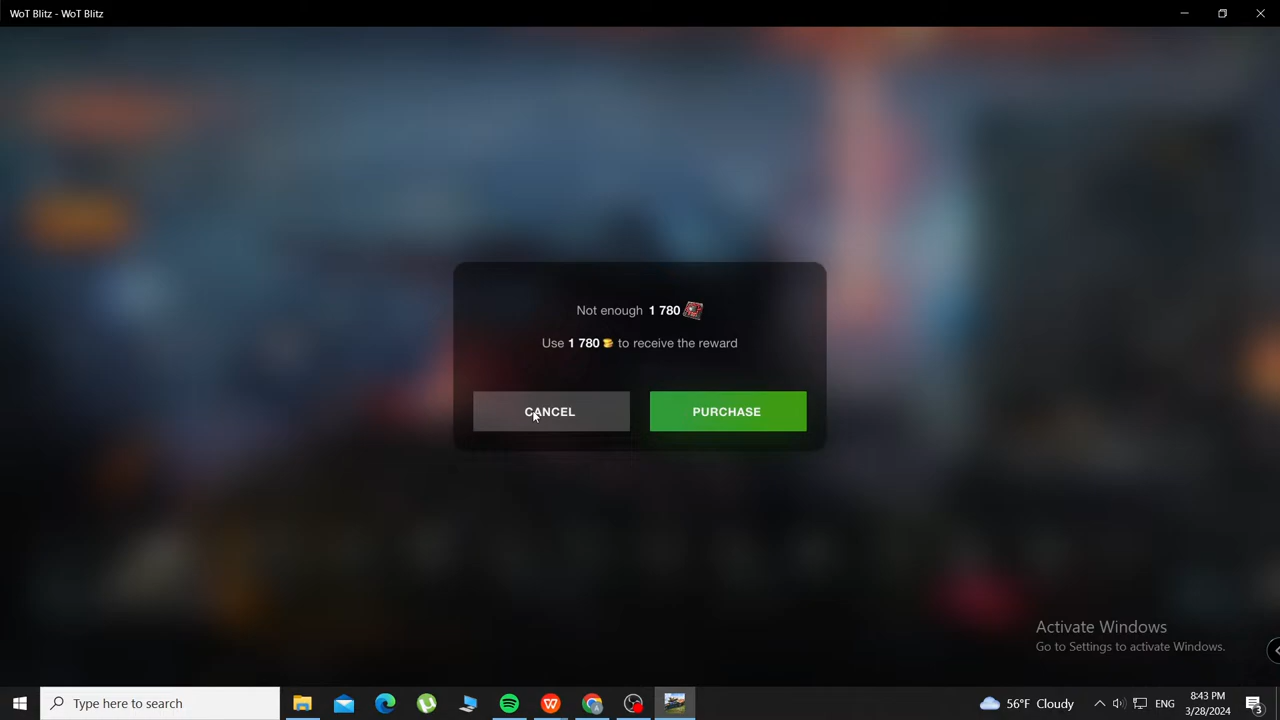 WoT Blitz - WoT Blitz
Not enough 1 780
Use 1 780 to receive the reward
CANCEL
PURCHASE
Activate Windows
Go to Settings to activate Windows.
Type here to search
56°F Cloudy
ENG
8:43 PM
3/28/2024
3